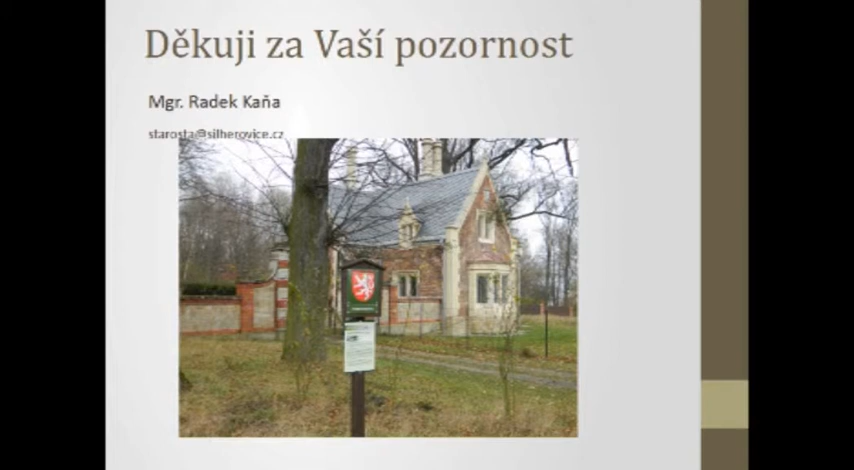 Děkuji za Vaší pozornost
Mgr. Radek Kaňa
starosta@silherovice.cz